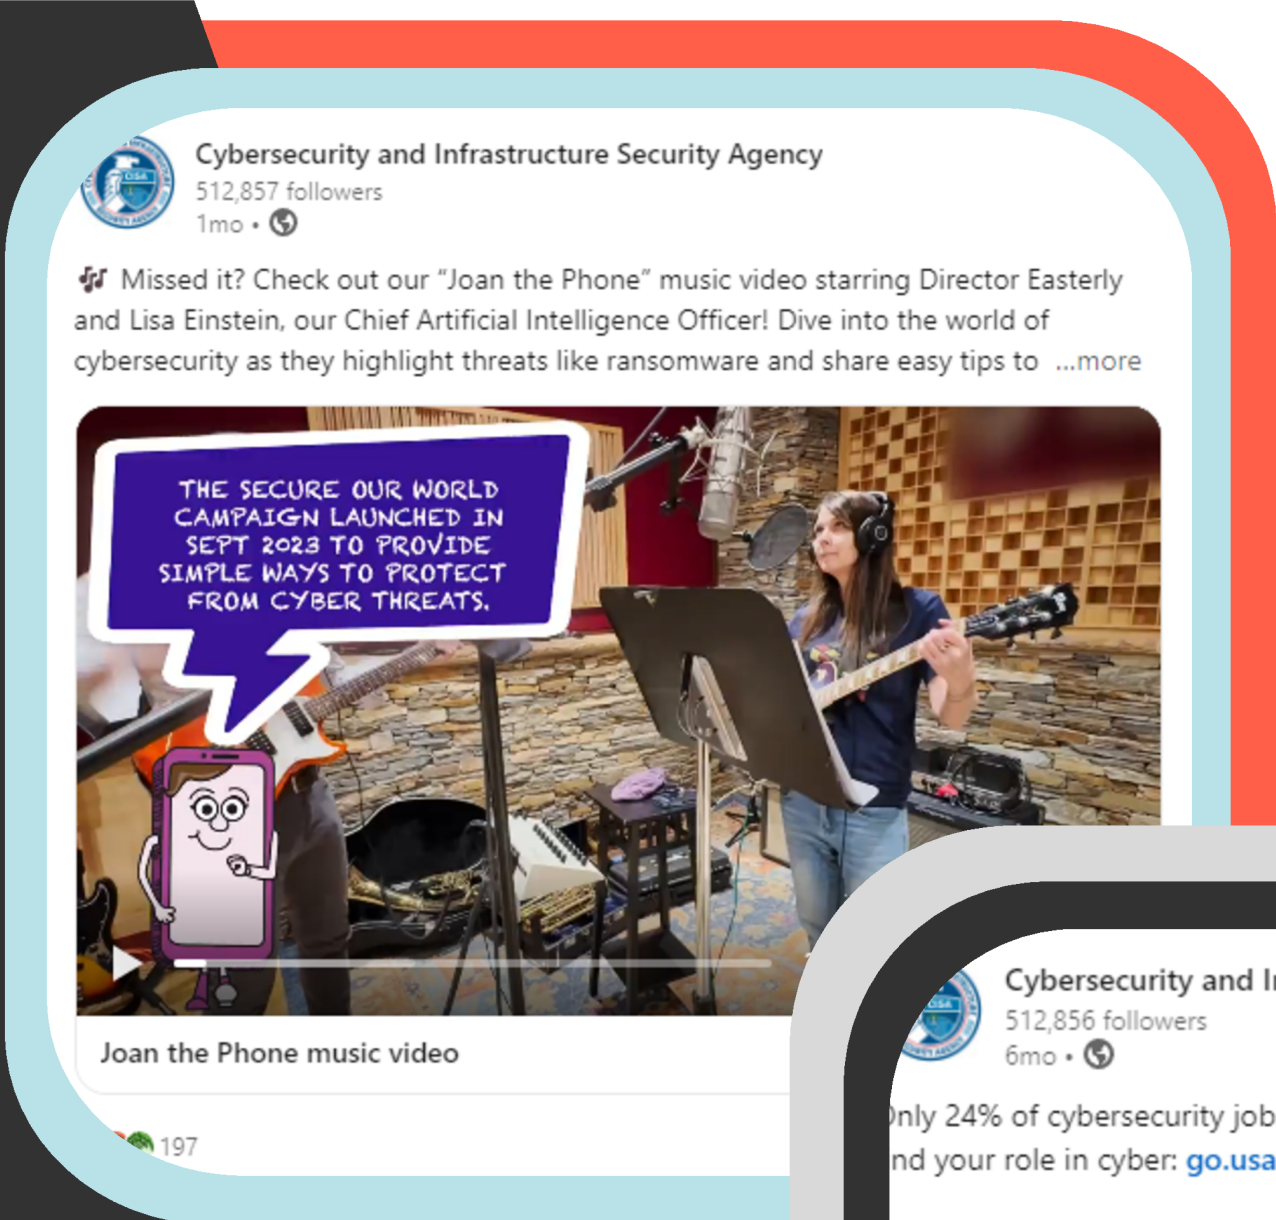 Cybersecurity and Infrastructure Security Agency
512,857 followers
1mo •
Missed it? Check out our “Joan the Phone” music video starring Director Easterly
and Lisa Einstein, our Chief Artificial Intelligence Officer! Dive into the world of
cybersecurity as they highlight threats like ransomware and share easy tips to ...more
THE SECURE OUR WORLD
CAMPAIGN LAUNCHED IN
SEPT 2023 TO PROVIDE
SIMPLE WAYS TO PROTECT
FROM CYBER THREATS.
Joan the Phone music video
197
Cybersecurity and
512,856 followers
6mo •
24% of cybersecurity
your role in cyber: go.usa